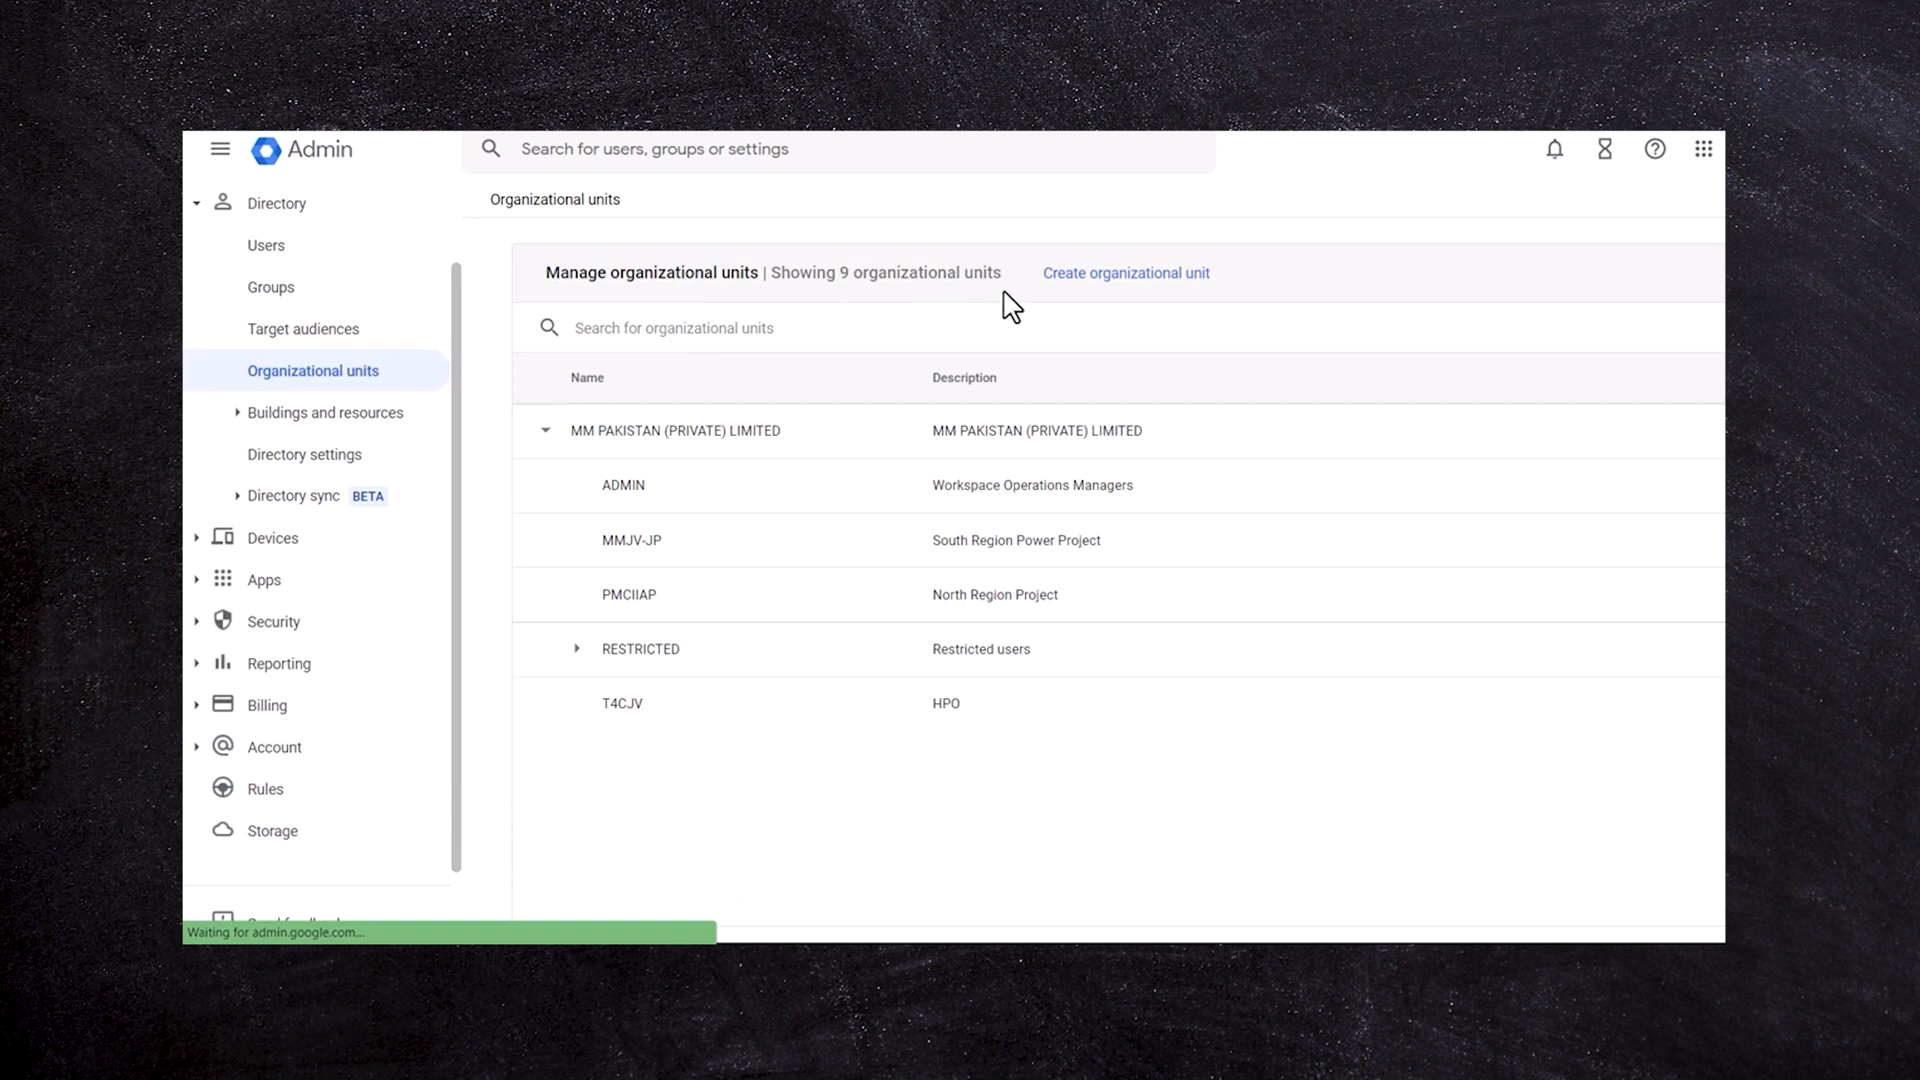 Admin
Search for users, groups or settings
Directory
Users
Groups
Target audiences
Organizational units
Buildings and resources
Directory settings
Directory sync BETA
Devices
Apps
Security
Reporting
Billing
Account
Rules
Storage
Waiting for admin.google.com...
Organizational units
Manage organizational units | Showing 9 organizational units Create organizational unit
Search for organizational units
Name Description
MM PAKISTAN (PRIVATE) LIMITED MM PAKISTAN (PRIVATE) LIMITED
ADMIN Workspace Operations Managers
MMJV-JP South Region Power Project
PMCIIAP North Region Project
RESTRICTED Restricted users
T4CJV HPO